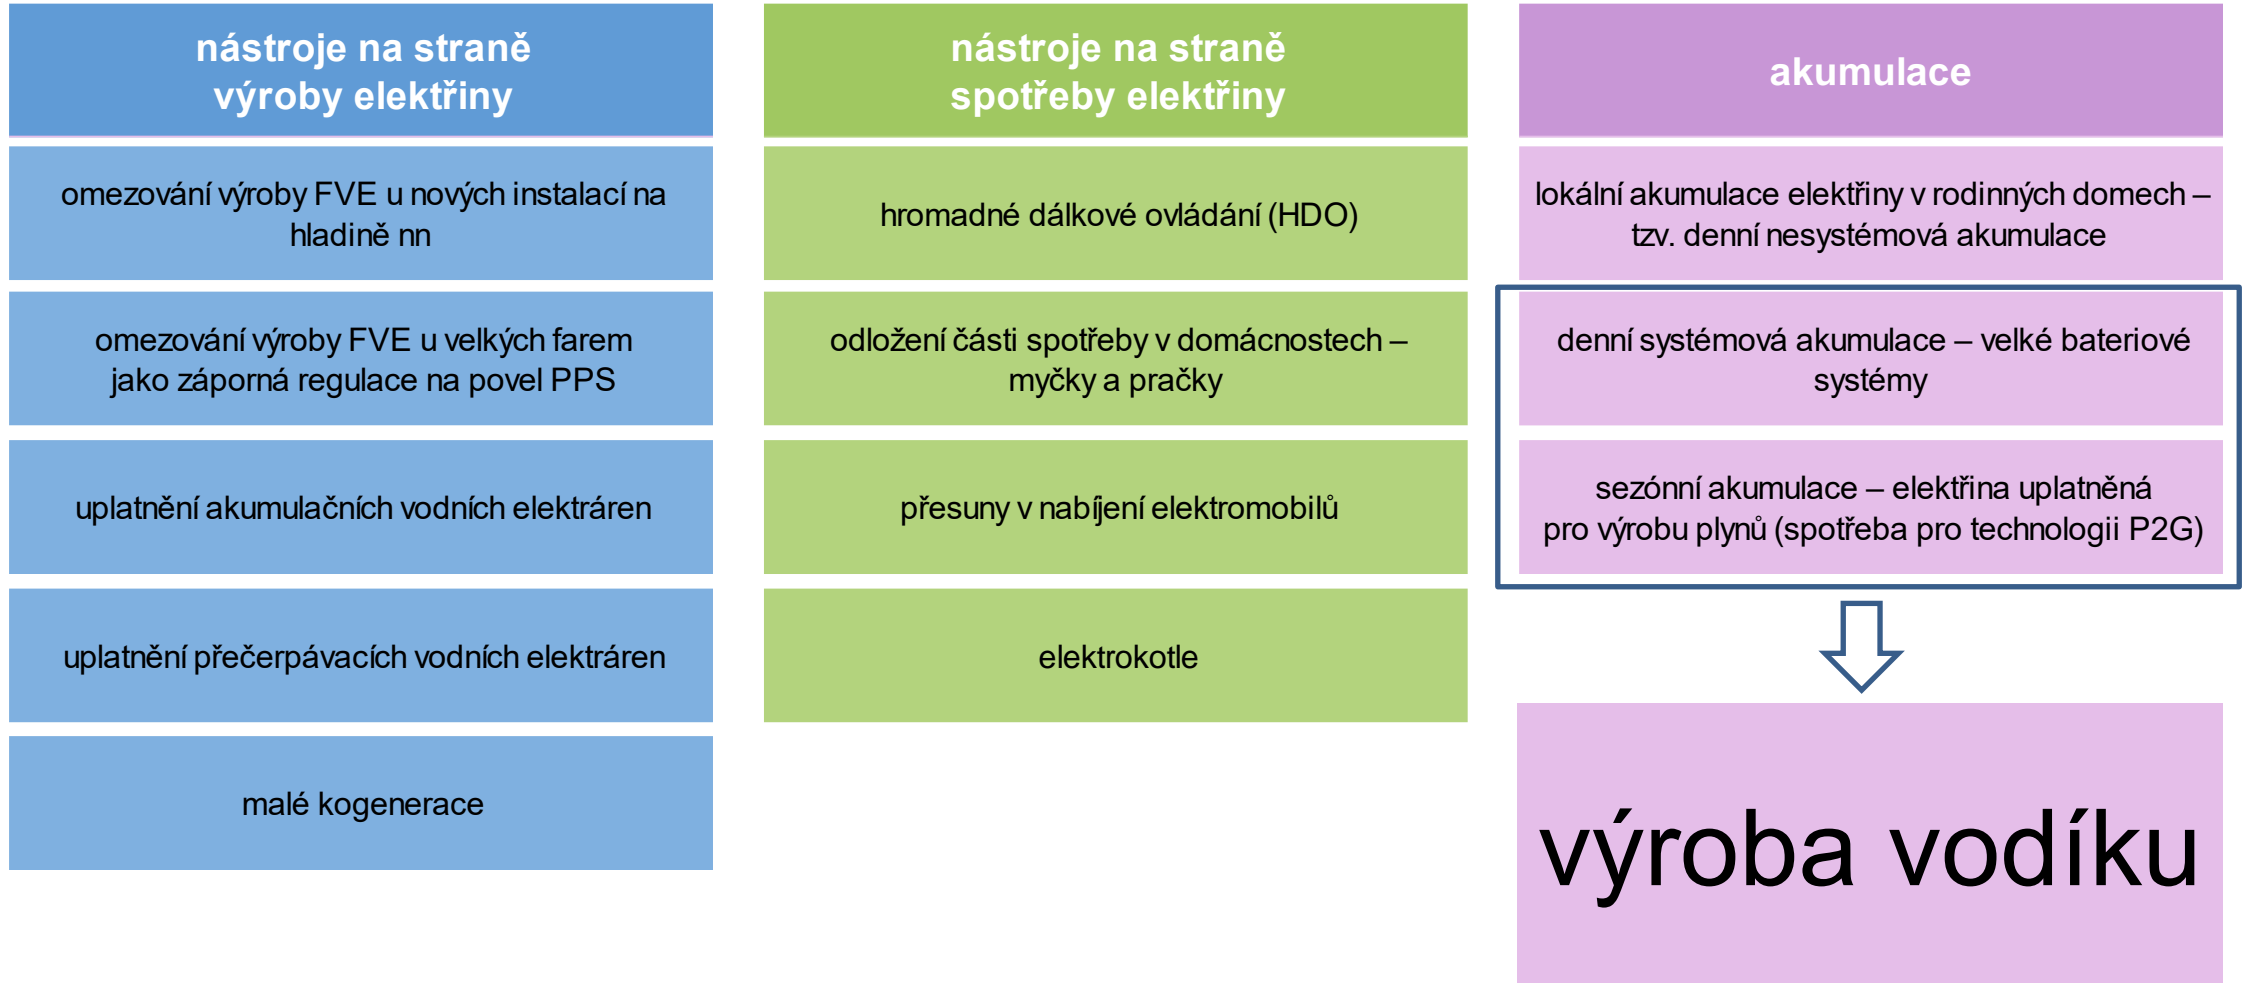 nástroje na straně
výroby elektřiny
omezování výroby FVE u nových instalací na
hladině nn
omezování výroby FVE u velkých farem
jako záporná regulace na povel PPS
uplatnění akumulačních vodních elektráren
uplatnění přečerpávacích vodních elektráren
malé kogenerace
nástroje na straně
spotřeby elektřiny
hromadné dálkové ovládání (HDO)
odložení části spotřeby v domácnostech –
myčky a pračky
přesuny v nabíjení elektromobilů
elektrokotle
akumulace
lokální akumulace elektřiny v rodinných domech –
tzv. denní nesystémová akumulace
denní systémová akumulace – velké bateriové
systémy
sezónní akumulace – elektřina uplatněná
pro výrobu plynů (spotřeba pro technologii P2G)
výroba vodíku